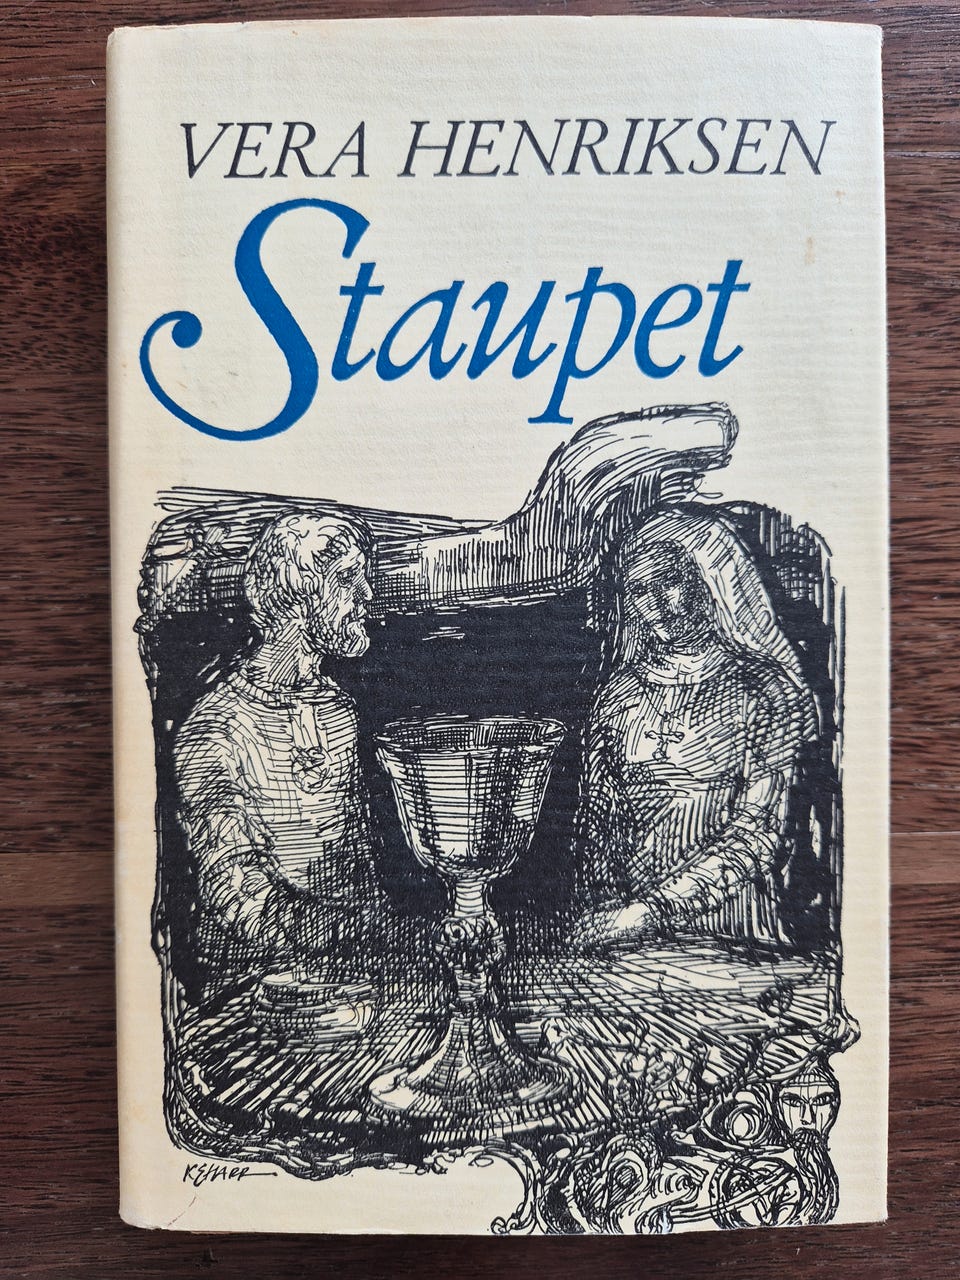 VERA HENRIKSEN
Staupet